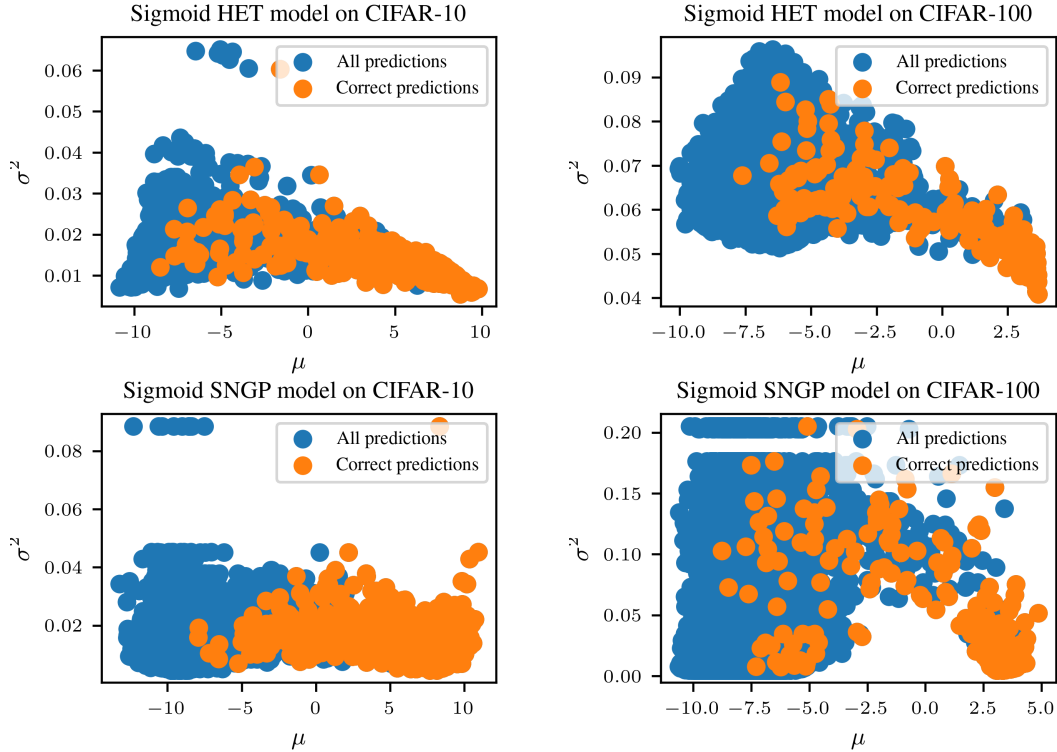 Sigmoid HET model on CIFAR-10
0.06
0.05
0.04
0.03
0.02
0.01
σ²
All predictions
Correct predictions
−10
−5
0
5
10
μ
Sigmoid HET model on CIFAR-100
0.09
0.08
0.07
0.06
0.05
0.04
σ²
All predictions
Correct predictions
−10.0
−7.5
−5.0
−2.5
0.0
2.5
μ
Sigmoid SNGP model on CIFAR-10
0.08
0.06
0.04
0.02
σ²
All predictions
Correct predictions
−10
−5
0
5
10
μ
Sigmoid SNGP model on CIFAR-100
0.20
0.15
0.10
0.05
0.00
σ²
All predictions
Correct predictions
−10.0
−7.5
−5.0
−2.5
0.0
2.5
5.0
μ